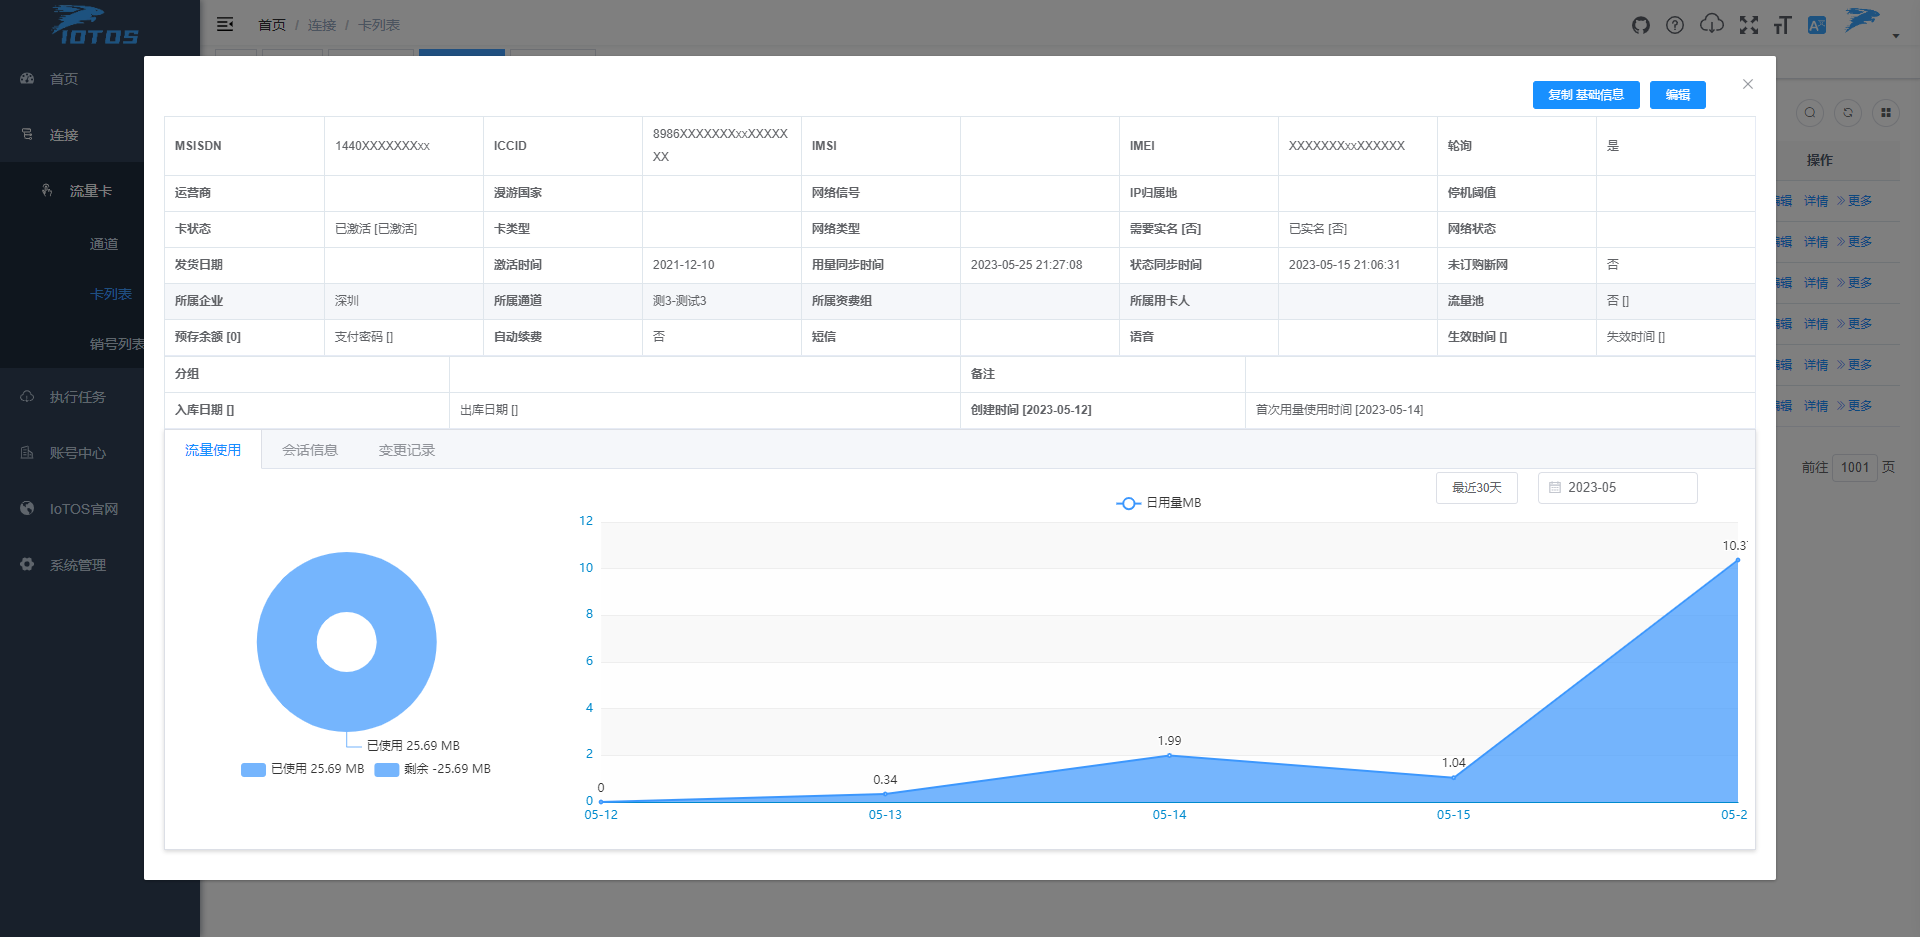 IOTOS
首页 / 连接 / 卡列表
首页
连接
流量卡
通道
卡列表
销号列表
执行任务
账号中心
IoTOS官网
系统管理
复制 基础信息 编辑
MSISDN 1440XXXXXXXxx ICCID 8986XXXXXXXxxXXXXX
XX IMSI IMEI XXXXXXXxxXXXXXX 轮询 是
运营商 漫游国家 网络信号 IP归属地 停机阈值
卡状态 已激活 [已激活] 卡类型 网络类型 需要实名 [否] 已实名 [否] 网络状态
发货日期 激活时间 2021-12-10 用量同步时间 2023-05-25 21:27:08 状态同步时间 2023-05-15 21:06:31 未订购断网 否
所属企业 深圳 所属通道 测3-测试3 所属资费组 所属用卡人 流量池 否 []
预存余额 [0] 支付密码 [] 自动续费 否 短信 语音 生效时间 [] 失效时间 []
分组 备注
入库日期 [] 出库日期 [] 创建时间 [2023-05-12] 首次用量使用时间 [2023-05-14]
流量使用 会话信息 变更记录
最近30天 2023-05
日用量MB
12
10
8
6
4
2
0
0 0.34 1.99 1.04 10.3
05-12 05-13 05-14 05-15 05-2
已使用 25.69 MB
已使用 25.69 MB 剩余 -25.69 MB
操作
编辑 详情 更多
编辑 详情 更多
编辑 详情 更多
编辑 详情 更多
编辑 详情 更多
编辑 详情 更多
前往 1001 页